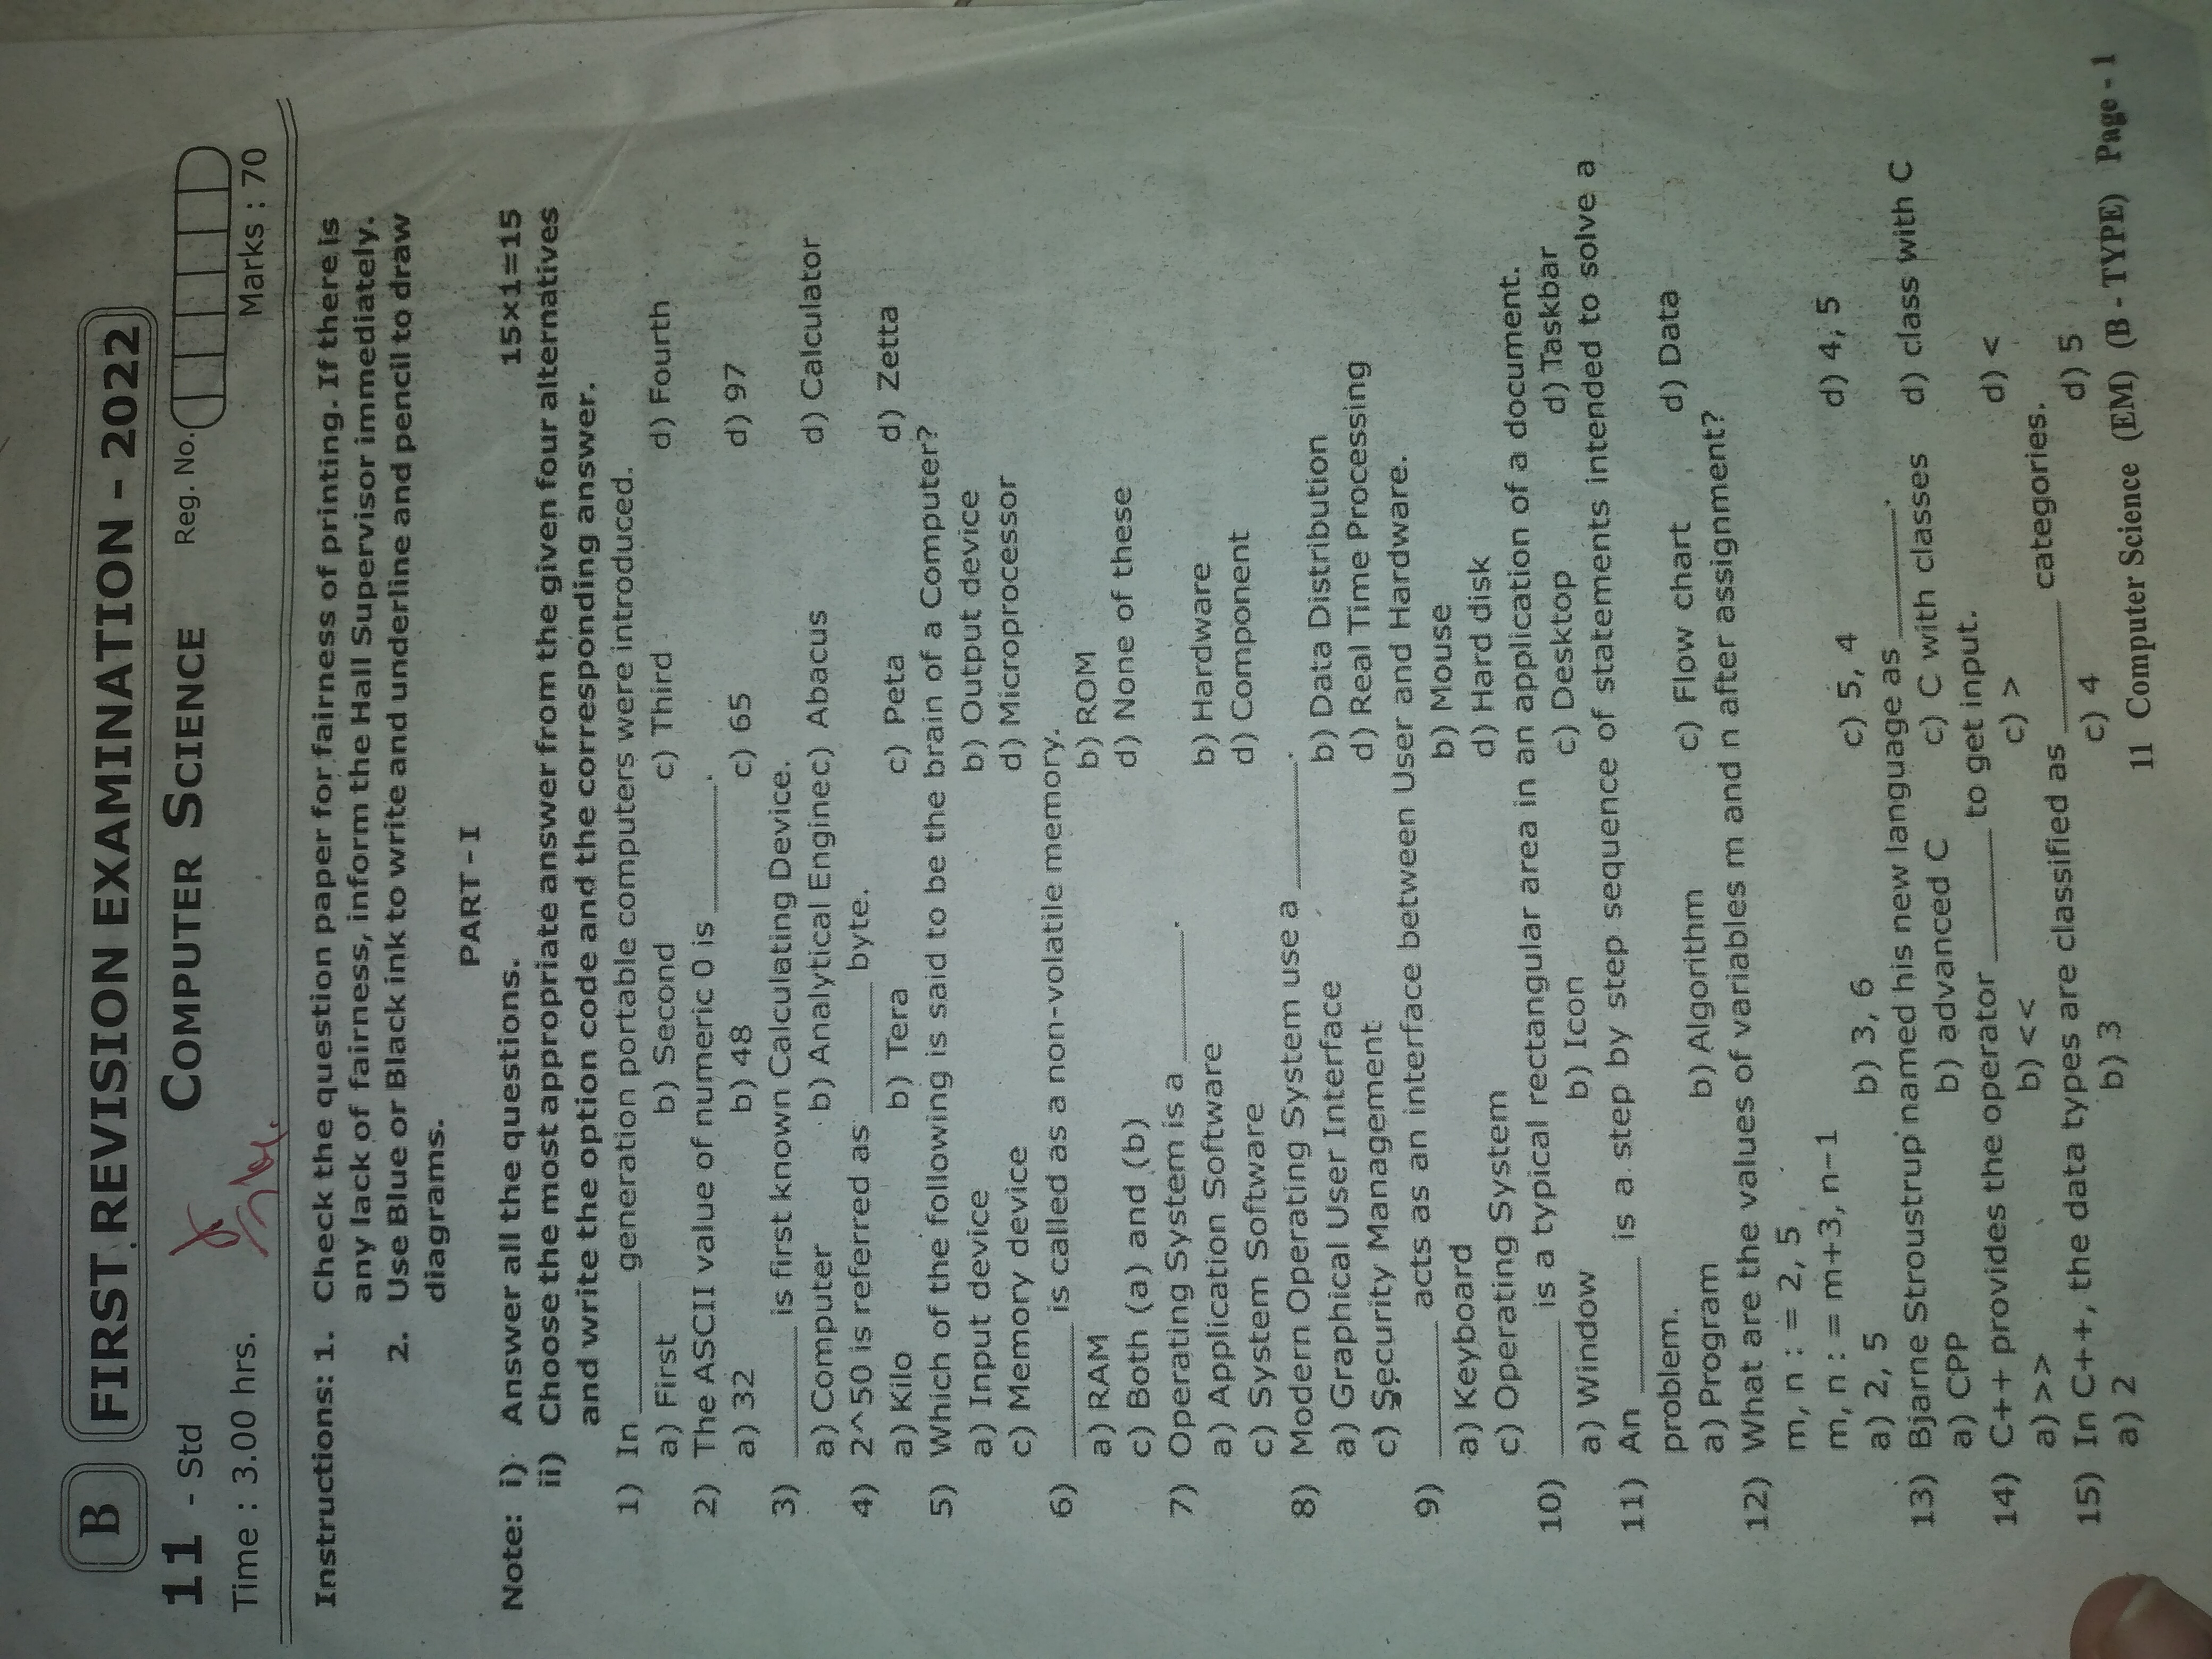 B FIRST REVISION EXAMINATION - 2022
11 - Std COMPUTER SCIENCE Reg. No.
Time : 3.00 hrs. Marks : 70
Instructions: 1. Check the question paper for fairness of printing. If there is
any lack of fairness, inform the Hall Supervisor immediately.
2. Use Blue or Black ink to write and underline and pencil to draw
diagrams.
PART - I
Note: i) Answer all the questions. 15×1=15
ii) Choose the most appropriate answer from the given four alternatives
and write the option code and the corresponding answer.
1) In ______ generation portable computers were introduced.
a) First b) Second c) Third d) Fourth
2) The ASCII value of numeric 0 is ______.
a) 32 b) 48 c) 65 d) 97
3) ______ is first known Calculating Device.
a) Computer b) Analytical Engine c) Abacus d) Calculator
4) 2^50 is referred as ______ byte.
a) Kilo b) Tera c) Peta d) Zetta
5) Which of the following is said to be the brain of a Computer?
a) Input device b) Output device
c) Memory device d) Microprocessor
6) ______ is called as a non-volatile memory.
a) RAM b) ROM
c) Both (a) and (b) d) None of these
7) Operating System is a ______.
a) Application Software b) Hardware
c) System Software d) Component
8) Modern Operating System use a ______.
a) Graphical User Interface b) Data Distribution
c) Security Management d) Real Time Processing
9) ______ acts as an interface between User and Hardware.
a) Keyboard b) Mouse
c) Operating System d) Hard disk
10) ______ is a typical rectangular area in an application of a document.
a) Window b) Icon c) Desktop d) Taskbar
11) An ______ is a step by step sequence of statements intended to solve a
problem.
a) Program b) Algorithm c) Flow chart d) Data
12) What are the values of variables m and n after assignment?
m, n : = 2, 5
m, n : = m+3, n-1
a) 2, 5 b) 3, 6 c) 5, 4 d) 4, 5
13) Bjarne Stroustrup named his new language as ______.
a) CPP b) advanced C c) C with classes d) class with C
14) C++ provides the operator ______ to get input.
a) >> b) << c) > d) <
15) In C++, the data types are classified as ______ categories.
a) 2 b) 3 c) 4 d) 5
11 Computer Science (EM) (B - TYPE) Page - 1